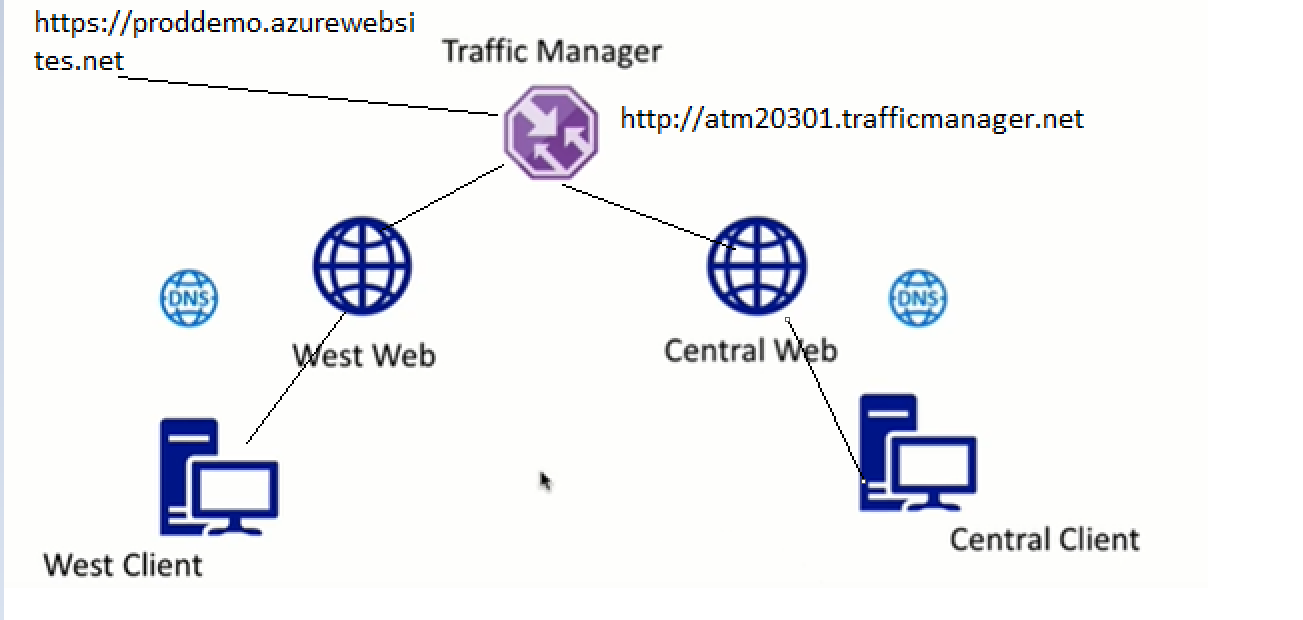 https://proddemo.azurewebsi
tes.net
Traffic Manager
http://atm20301.trafficmanager.net
DNS
DNS
West Web
Central Web
West Client
Central Client